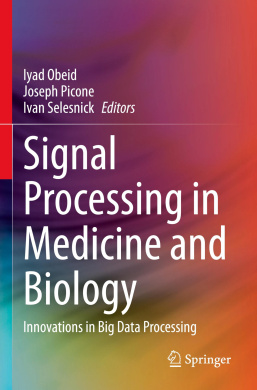 Iyad Obeid
Joseph Picone
Ivan Selesnick Editors
Signal
Processing in
Medicine and
Biology
Innovations in Big Data Processing
Springer